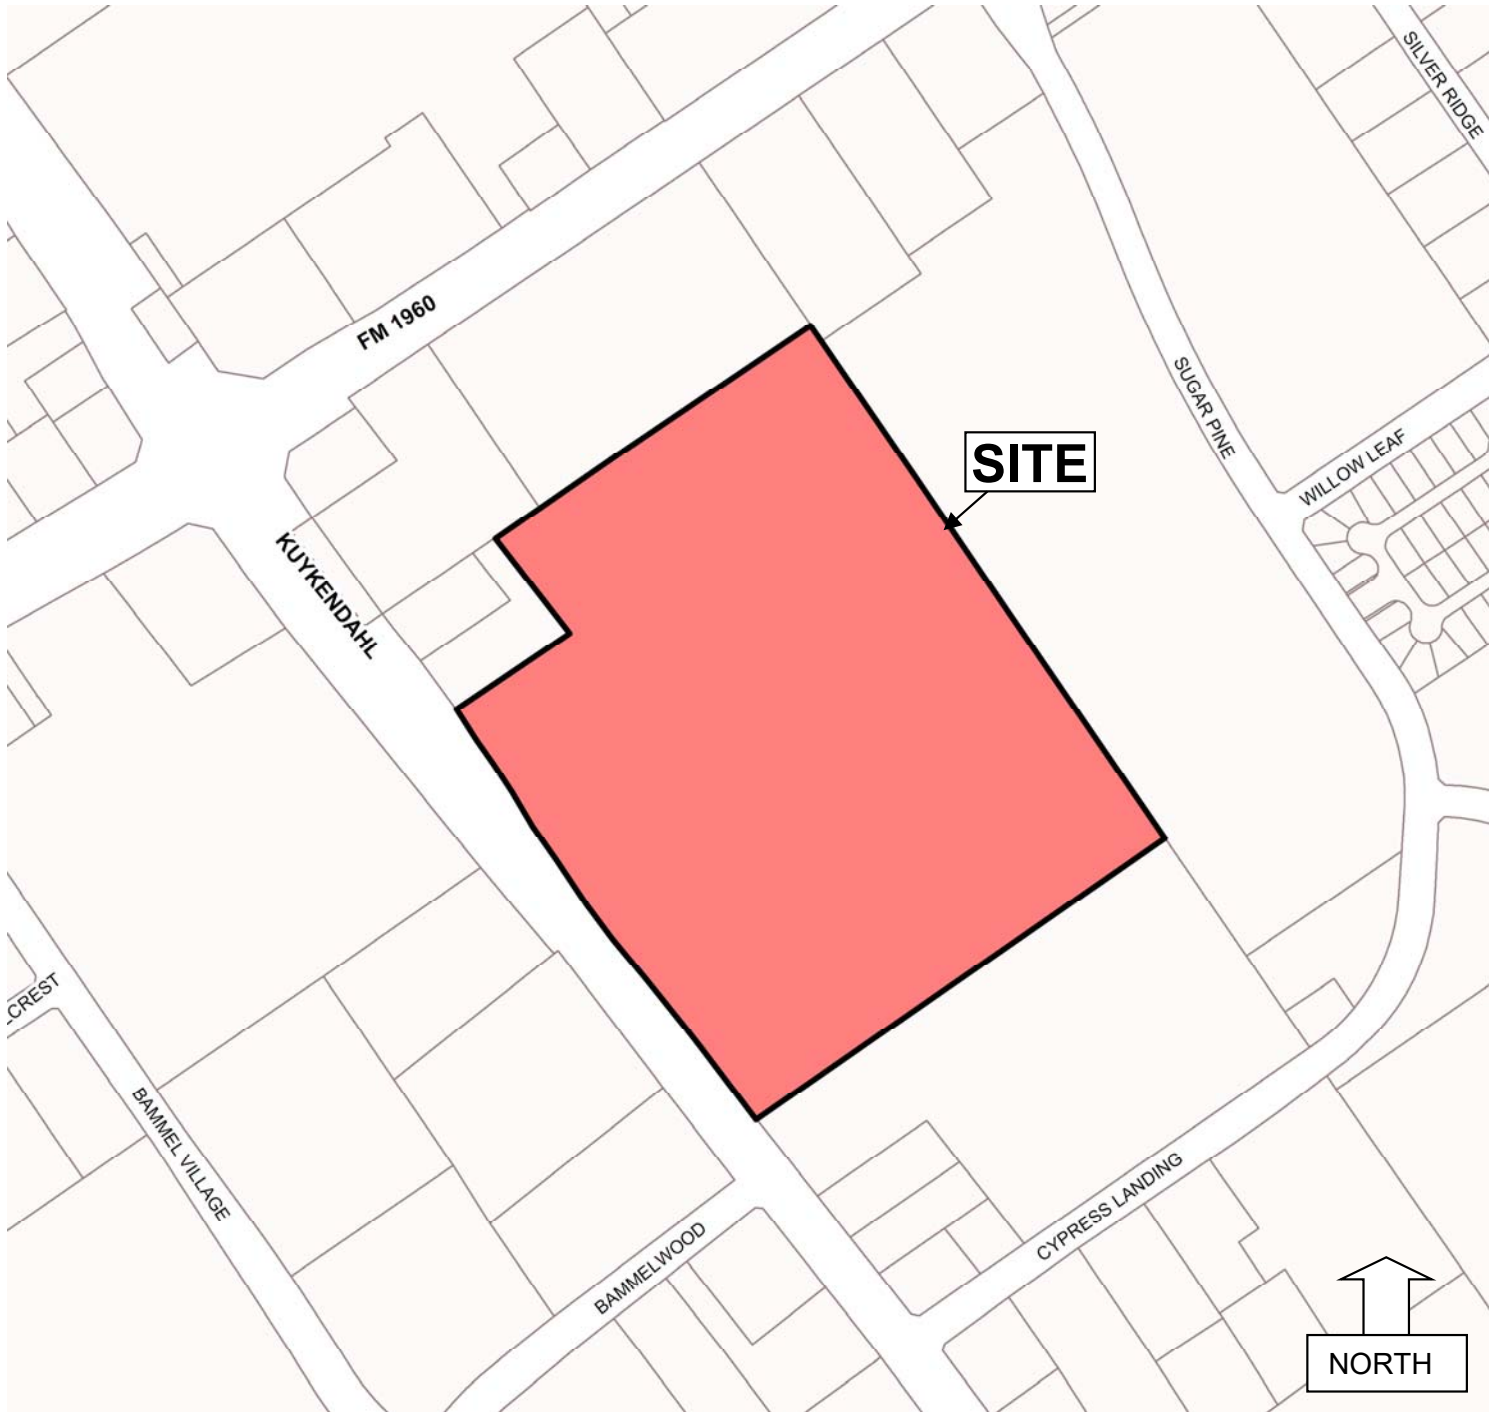 SILVER RIDGE
FM 1960
SUGAR PINE
SITE
WILLOW LEAF
KUYKENDAHL
CREST
BAMMEL VILLAGE
CYPRESS LANDING
BAMMELWOOD
NORTH